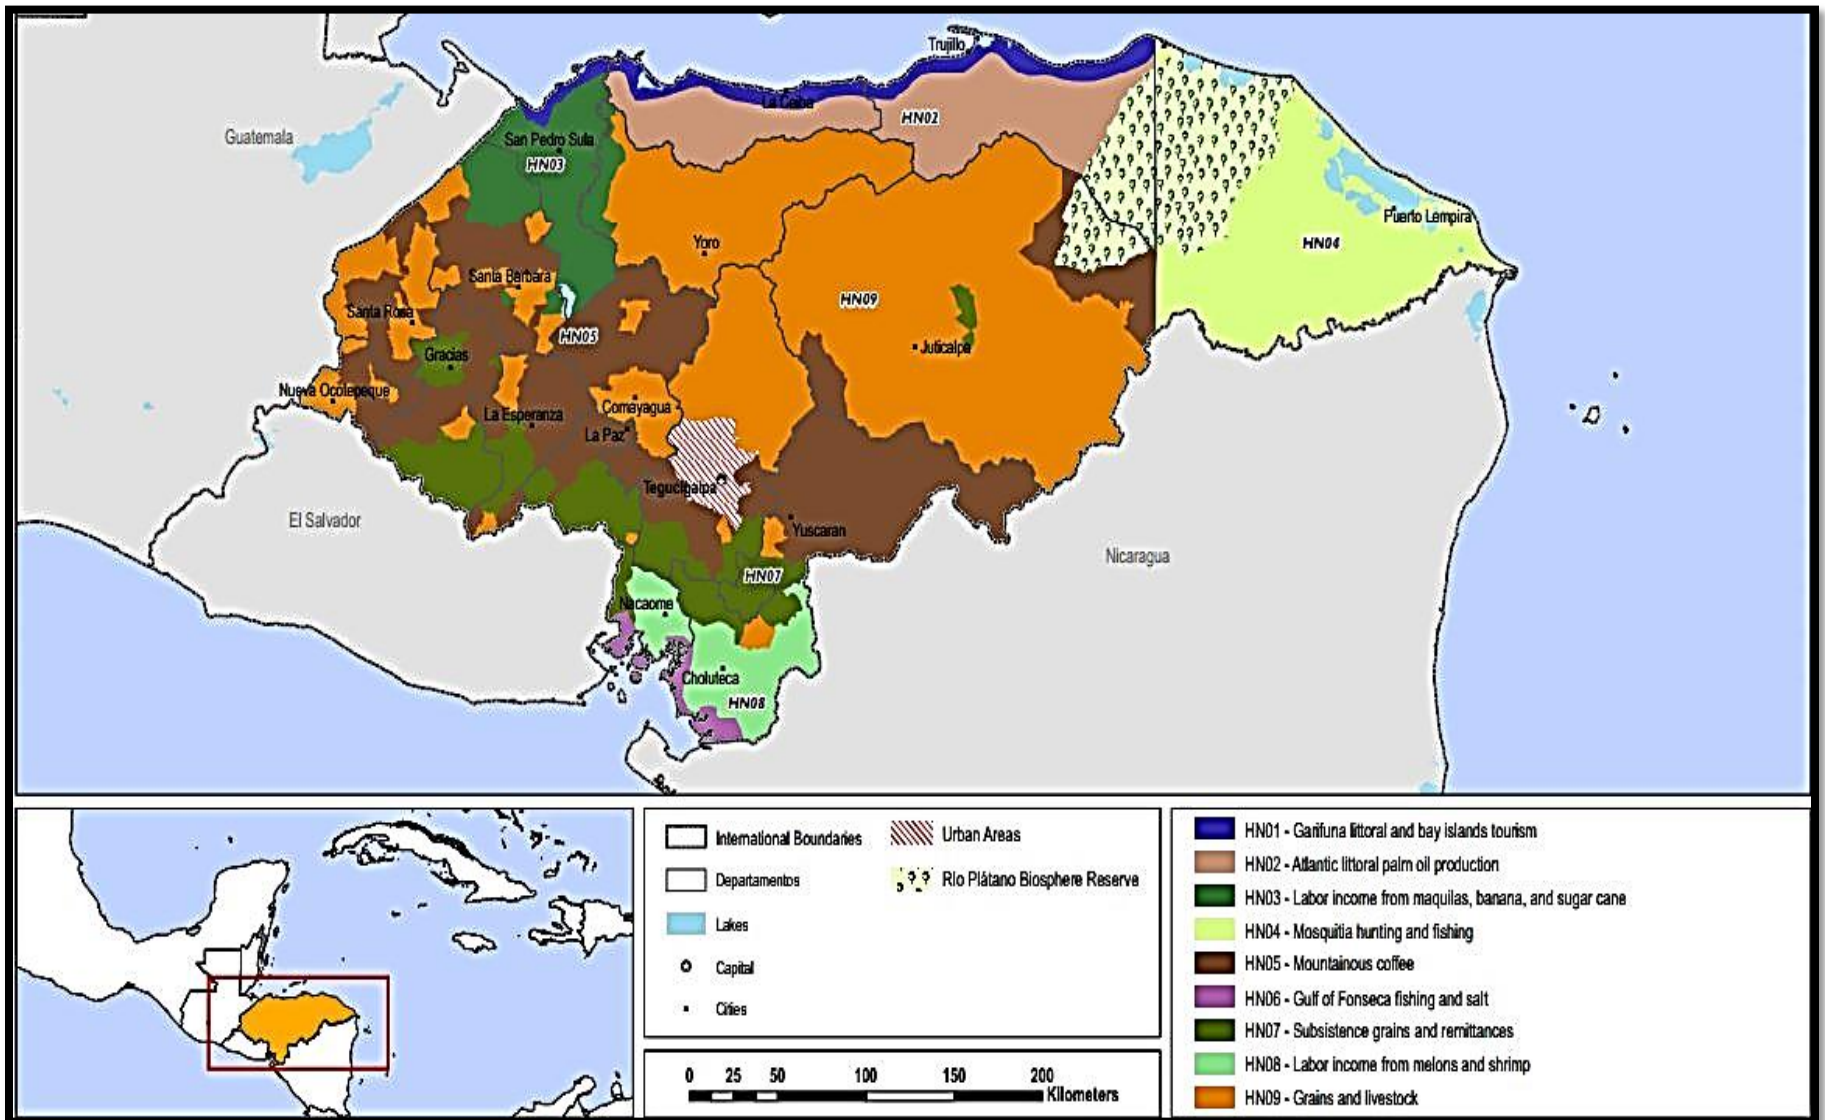 Trujillo
La Ceiba
HN02
Guatemala
San Pedro Sula
HN03
Puerto Lempira
Yoro
HN04
Santa Barbara
HN09
Santa Rosa
HN05
Juticalpa
Gracias
Nueva Ocotepeque
Comayagua
La Esperanza
La Paz
Tegucigalpa
El Salvador
Yuscaran
Nicaragua
HN07
Nacaome
Choluteca
HN08
International Boundaries
Departamentos
Lakes
Capital
Cities
Urban Areas
Río Plátano Biosphere Reserve
0 25 50 100 150 200
Kilometers
HN01 - Garifuna littoral and bay islands tourism
HN02 - Atlantic littoral palm oil production
HN03 - Labor income from maquilas, banana, and sugar cane
HN04 - Mosquitia hunting and fishing
HN05 - Mountainous coffee
HN06 - Gulf of Fonseca fishing and salt
HN07 - Subsistence grains and remittances
HN08 - Labor income from melons and shrimp
HN09 - Grains and livestock